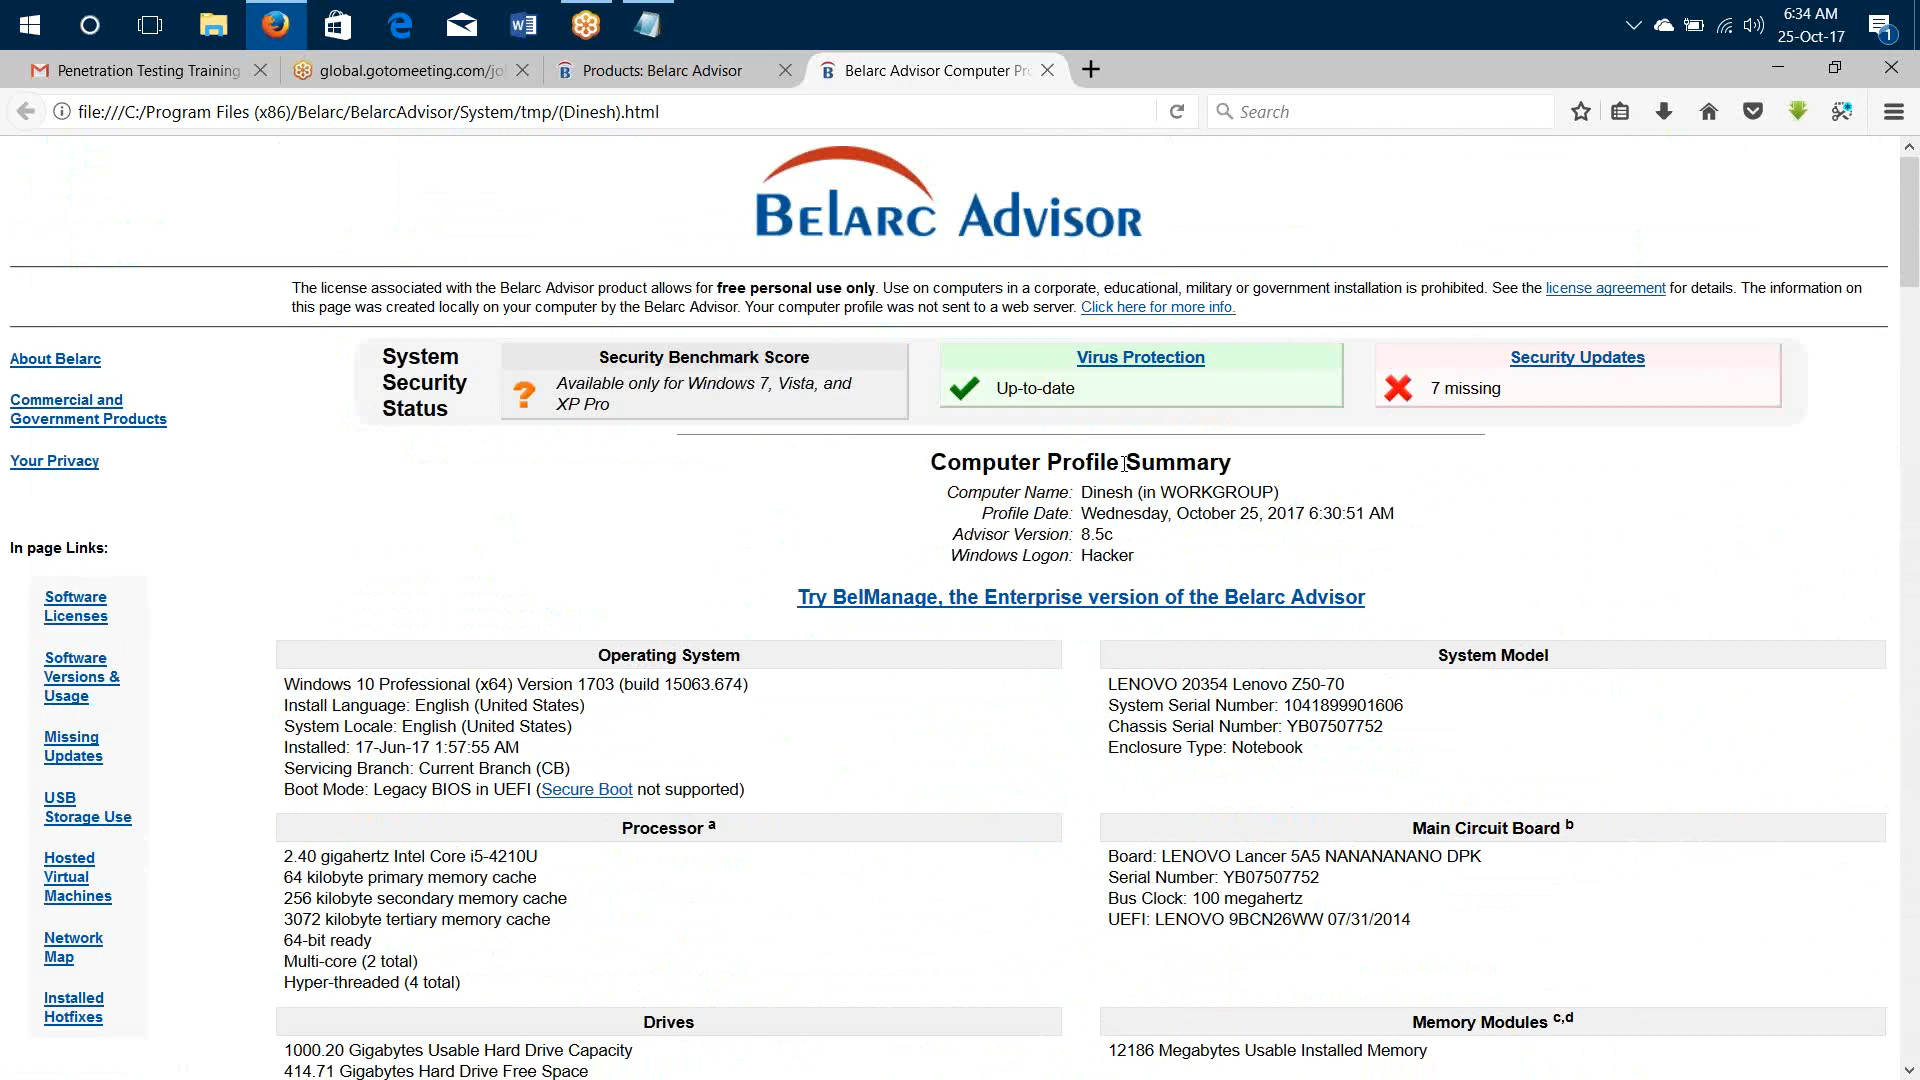 6:34 AM
25-Oct-17
1
Penetration Testing Training
global.gotomeeting.com/jo
Products: Belarc Advisor
Belarc Advisor Computer Pr
file:///C:/Program Files (x86)/Belarc/BelarcAdvisor/System/tmp/(Dinesh).html
Search
BELARC ADVISOR
The license associated with the Belarc Advisor product allows for free personal use only. Use on computers in a corporate, educational, military or government installation is prohibited. See the license agreement for details. The information on
this page was created locally on your computer by the Belarc Advisor. Your computer profile was not sent to a web server. Click here for more info.
About Belarc
Commercial and
Government Products
Your Privacy
In page Links:
Software
Licenses
Software
Versions &
Usage
Missing
Updates
USB
Storage Use
Hosted
Virtual
Machines
Network
Map
Installed
Hotfixes
System
Security
Status
Security Benchmark Score
? Available only for Windows 7, Vista, and
XP Pro
Virus Protection
Up-to-date
Security Updates
7 missing
Computer Profile Summary
Computer Name: Dinesh (in WORKGROUP)
Profile Date: Wednesday, October 25, 2017 6:30:51 AM
Advisor Version: 8.5c
Windows Logon: Hacker
Try BelManage, the Enterprise version of the Belarc Advisor
Operating System
Windows 10 Professional (x64) Version 1703 (build 15063.674)
Install Language: English (United States)
System Locale: English (United States)
Installed: 17-Jun-17 1:57:55 AM
Servicing Branch: Current Branch (CB)
Boot Mode: Legacy BIOS in UEFI (Secure Boot not supported)
System Model
LENOVO 20354 Lenovo Z50-70
System Serial Number: 1041899901606
Chassis Serial Number: YB07507752
Enclosure Type: Notebook
Processor a
2.40 gigahertz Intel Core i5-4210U
64 kilobyte primary memory cache
256 kilobyte secondary memory cache
3072 kilobyte tertiary memory cache
64-bit ready
Multi-core (2 total)
Hyper-threaded (4 total)
Main Circuit Board b
Board: LENOVO Lancer 5A5 NANANANANO DPK
Serial Number: YB07507752
Bus Clock: 100 megahertz
UEFI: LENOVO 9BCN26WW 07/31/2014
Drives
1000.20 Gigabytes Usable Hard Drive Capacity
414.71 Gigabytes Hard Drive Free Space
Memory Modules c,d
12186 Megabytes Usable Installed Memory